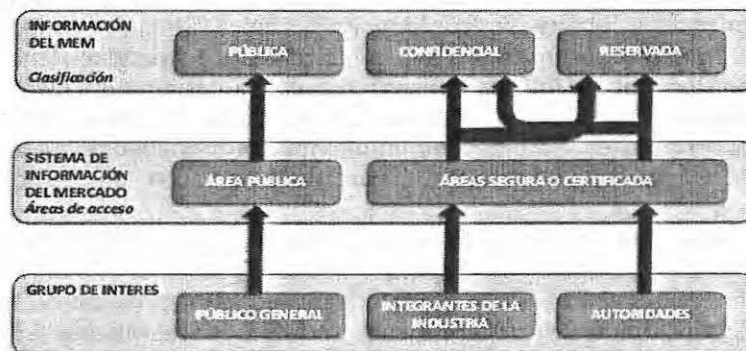 INFORMACIÓN
DEL MEM
Clasificación
PÚBLICA
CONFIDENCIAL
RESERVADA
SISTEMA DE
INFORMACIÓN
DEL MERCADO
Áreas de acceso
ÁREA PÚBLICA
ÁREAS SEGURA O CERTIFICADA
GRUPO DE INTERES
PÚBLICO GENERAL
INTEGRANTES DE LA
INDUSTRIA
AUTORIDADES